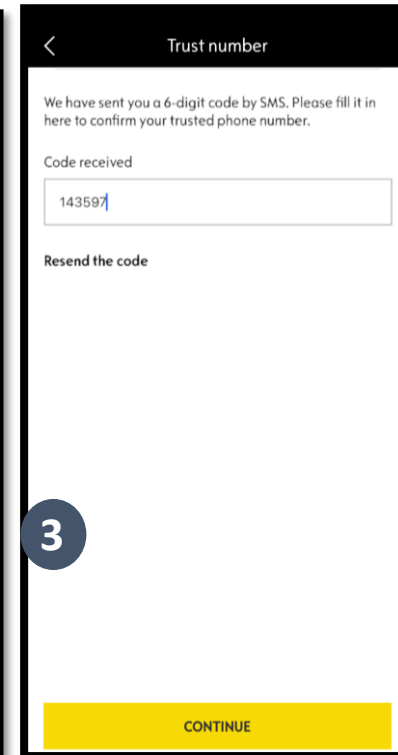 Trust number
We have sent you a 6-digit code by SMS. Please fill it in
here to confirm your trusted phone number.
Code received
143597
Resend the code
3
CONTINUE